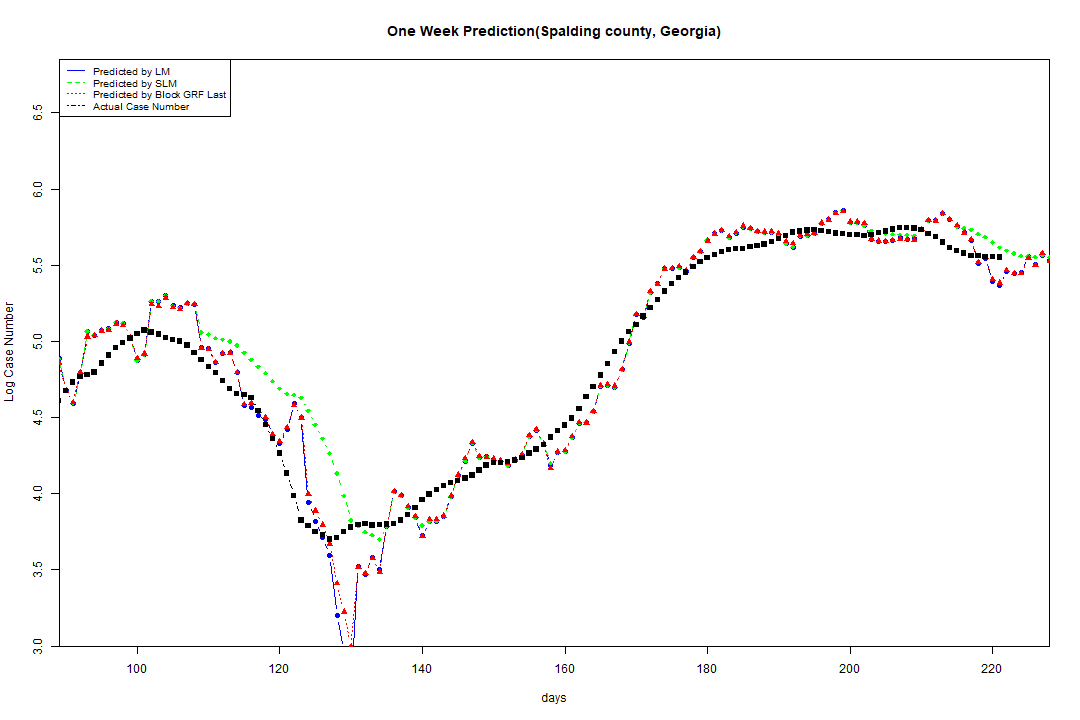 One Week Prediction(Spalding county, Georgia)
Predicted by LM
Predicted by SLM
Predicted by Block GRF Last
Actual Case Number
Log Case Number
6.5
6.0
5.5
5.0
4.5
4.0
3.5
3.0
100 120 140 160 180 200 220
days